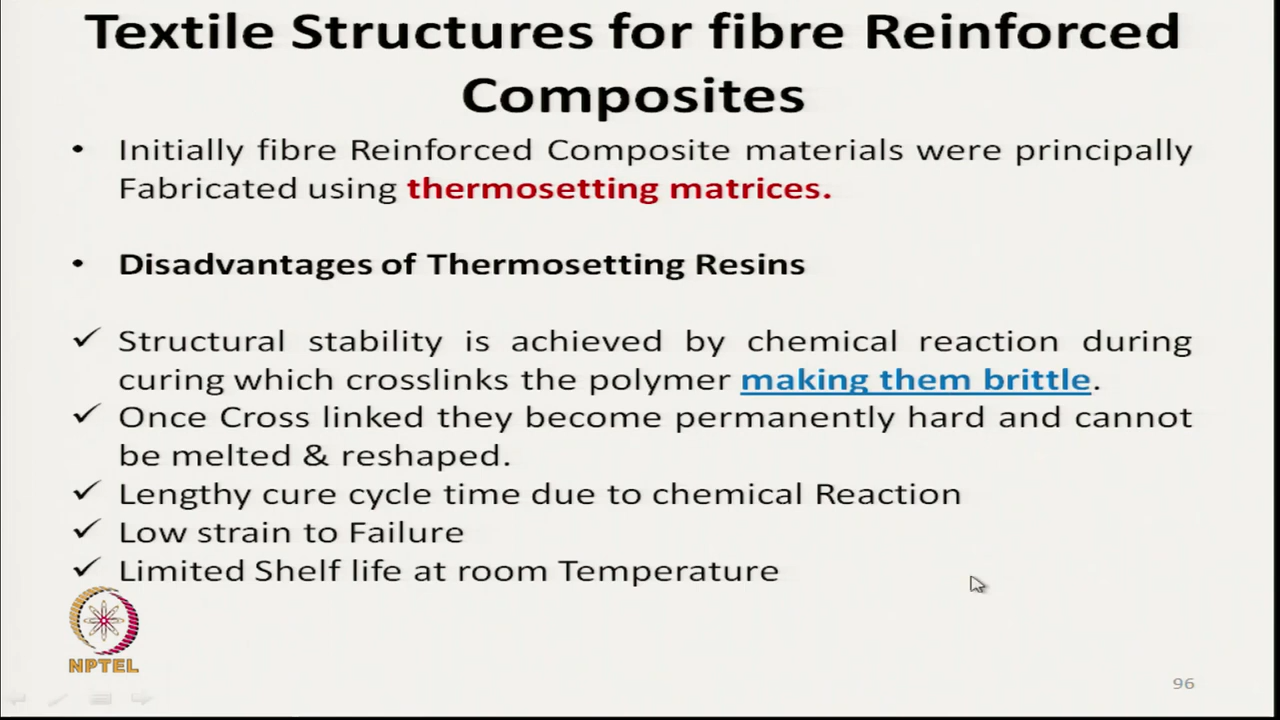 Textile Structures for fibre Reinforced
Composites
• Initially fibre Reinforced Composite materials were principally
Fabricated using thermosetting matrices.
• Disadvantages of Thermosetting Resins
✓ Structural stability is achieved by chemical reaction during
curing which crosslinks the polymer making them brittle.
✓ Once Cross linked they become permanently hard and cannot
be melted & reshaped.
✓ Lengthy cure cycle time due to chemical Reaction
✓ Low strain to Failure
✓ Limited Shelf life at room Temperature
NPTEL
96